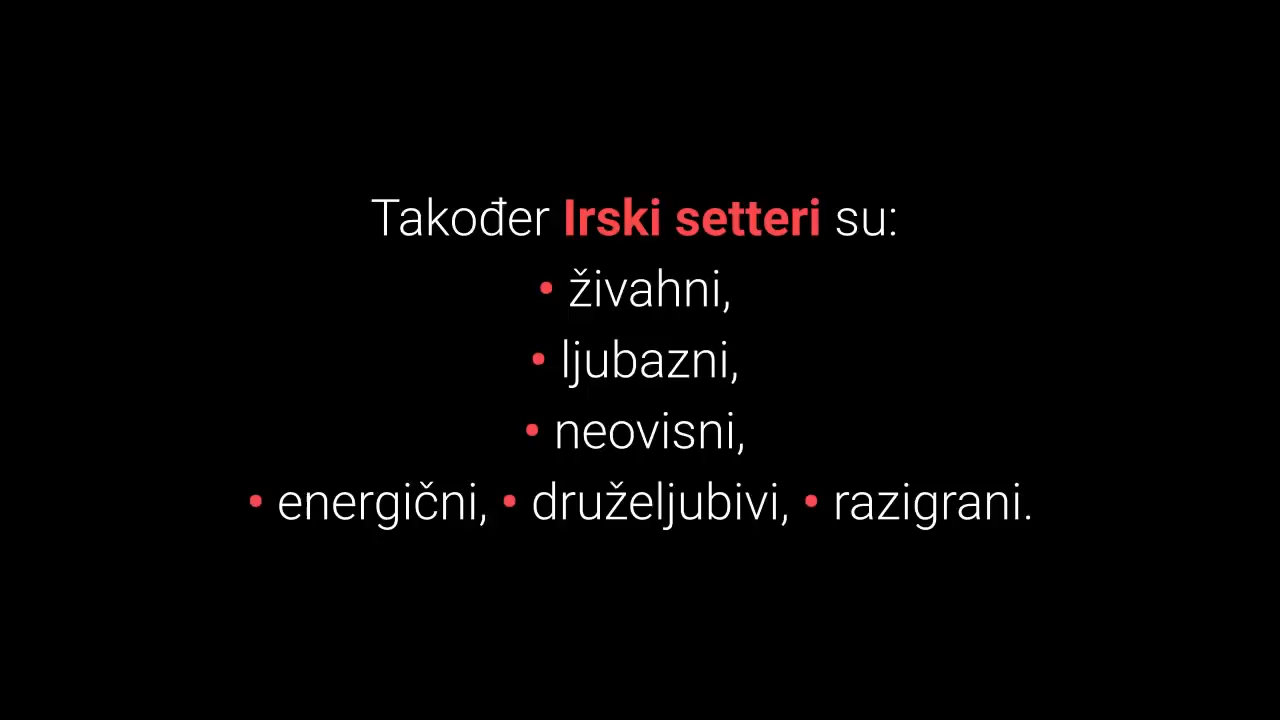 Također Irski setteri su:
• živahni,
• ljubazni,
• neovisni,
• energični, • druželjubivi, • razigrani.